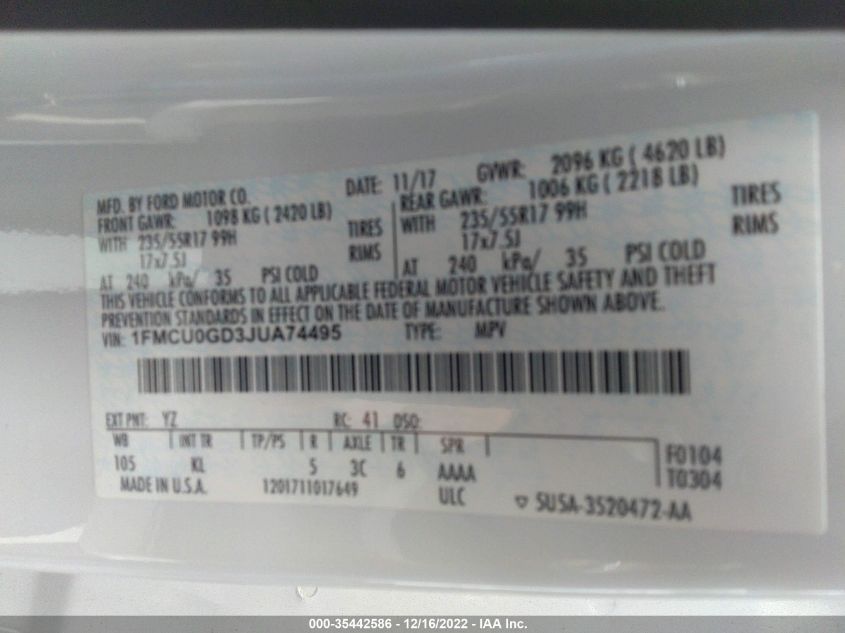 MFD. BY FORD MOTOR CO. DATE: 11/17 GVWR: 2096 KG ( 4620 LB)
FRONT GAWR: 1098 KG ( 2420 LB) REAR GAWR: 1006 KG ( 2218 LB)
WITH 235/55R17 99H TIRES WITH 235/55R17 99H TIRES
17x7.5J RIMS 17x7.5J RIMS
AT 240 kPa/ 35 PSI COLD AT 240 kPa/ 35 PSI COLD
THIS VEHICLE CONFORMS TO ALL APPLICABLE FEDERAL MOTOR VEHICLE SAFETY AND THEFT
PREVENTION STANDARDS IN EFFECT ON THE DATE OF MANUFACTURE SHOWN ABOVE.
VIN: 1FMCU0GD3JUA74495 TYPE: MPV
EXT PNT: YZ RC: 41 DSO:
WB INT TR TP/PS R AXLE TR SPR F0104
105 KL 5 3C 6 AAAA T0304
MADE IN U.S.A. 1201711017649 ULC SU5A-3520472-AA
000-35442586 - 12/16/2022 - IAA Inc.